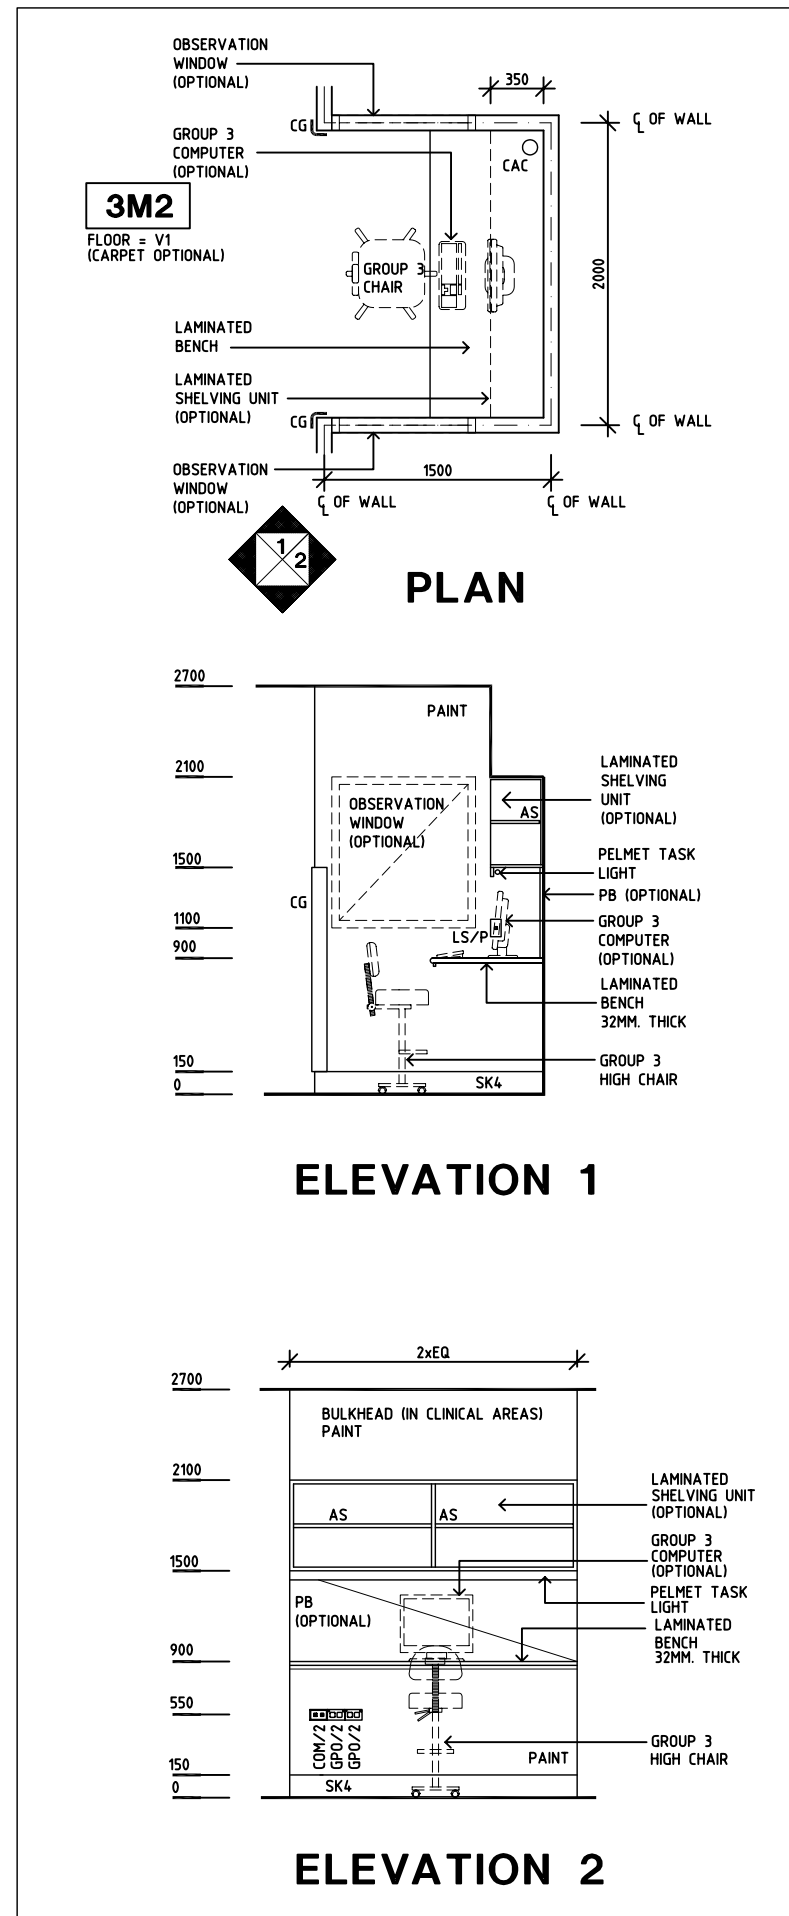 OBSERVATION
WINDOW
(OPTIONAL)
350
CG
℄ OF WALL
GROUP 3
COMPUTER
(OPTIONAL)
CAC
3M2
FLOOR = V1
(CARPET OPTIONAL)
GROUP 3
CHAIR
2000
LAMINATED
BENCH
LAMINATED
SHELVING UNIT
(OPTIONAL)
CG
℄ OF WALL
OBSERVATION
WINDOW
(OPTIONAL)
1500
℄ OF WALL
℄ OF WALL
1
2
PLAN
2700
PAINT
2100
LAMINATED
SHELVING
UNIT
(OPTIONAL)
OBSERVATION
WINDOW
(OPTIONAL)
AS
1500
PELMET TASK
LIGHT
CG
PB (OPTIONAL)
1100
LS/P
GROUP 3
COMPUTER
(OPTIONAL)
900
LAMINATED
BENCH
32MM. THICK
150
GROUP 3
HIGH CHAIR
0
SK4
ELEVATION 1
2xEQ
2700
BULKHEAD (IN CLINICAL AREAS)
PAINT
2100
LAMINATED
SHELVING UNIT
(OPTIONAL)
AS
AS
GROUP 3
COMPUTER
(OPTIONAL)
1500
PELMET TASK
LIGHT
PB
(OPTIONAL)
LAMINATED
BENCH
32MM. THICK
900
550
COM/2
GPO/2
GPO/2
GROUP 3
HIGH CHAIR
PAINT
150
0
SK4
ELEVATION 2